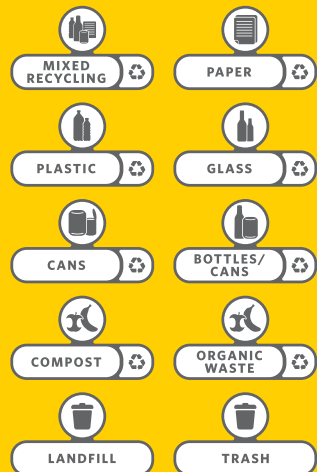 MIXED
RECYCLING
PAPER
PLASTIC
GLASS
CANS
BOTTLES/
CANS
COMPOST
ORGANIC
WASTE
LANDFILL
TRASH